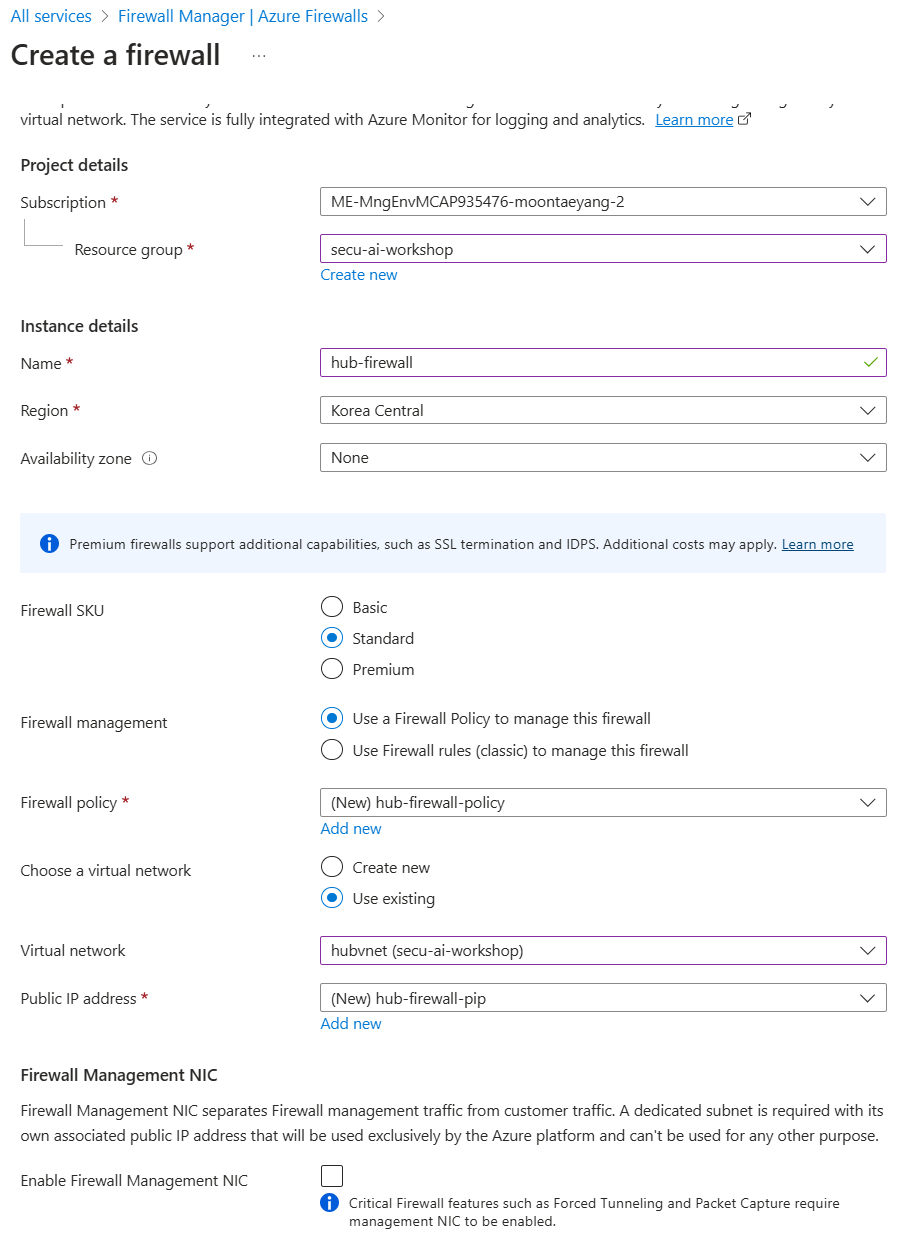 All services > Firewall Manager | Azure Firewalls >
Create a firewall ...
virtual network. The service is fully integrated with Azure Monitor for logging and analytics. Learn more
Project details
Subscription * ME-MngEnvMCAP935476-moontaeyang-2
Resource group * secu-ai-workshop
Create new
Instance details
Name * hub-firewall
Region * Korea Central
Availability zone None
Premium firewalls support additional capabilities, such as SSL termination and IDPS. Additional costs may apply. Learn more
Firewall SKU
Basic
Standard
Premium
Firewall management
Use a Firewall Policy to manage this firewall
Use Firewall rules (classic) to manage this firewall
Firewall policy * (New) hub-firewall-policy
Add new
Choose a virtual network
Create new
Use existing
Virtual network hubvnet (secu-ai-workshop)
Public IP address * (New) hub-firewall-pip
Add new
Firewall Management NIC
Firewall Management NIC separates Firewall management traffic from customer traffic. A dedicated subnet is required with its
own associated public IP address that will be used exclusively by the Azure platform and can't be used for any other purpose.
Enable Firewall Management NIC
Critical Firewall features such as Forced Tunneling and Packet Capture require
management NIC to be enabled.